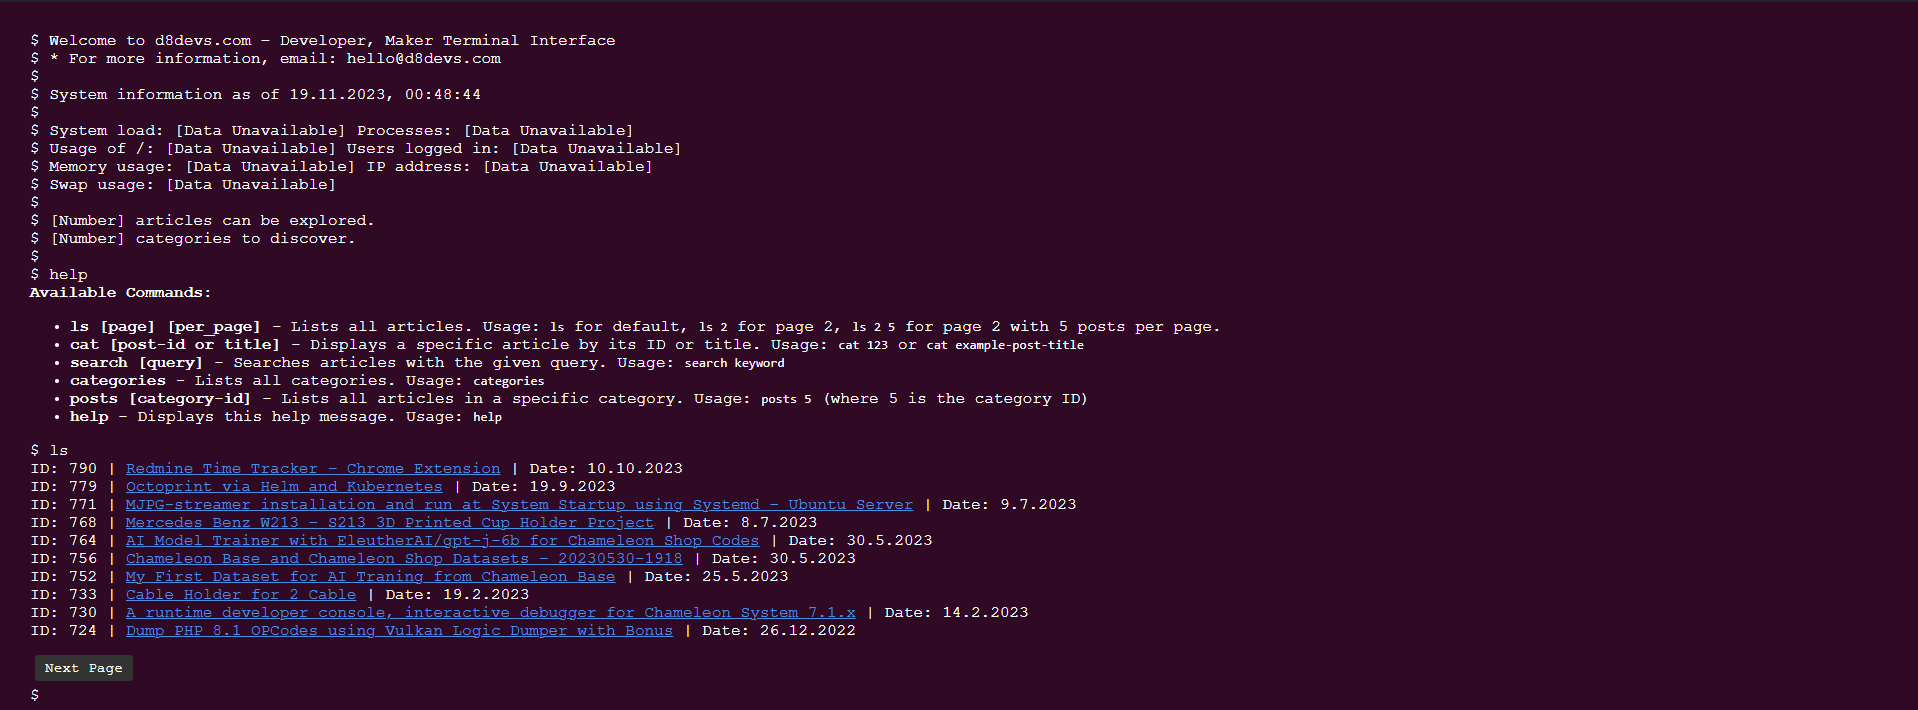 $ Welcome to d8devs.com - Developer, Maker Terminal Interface
$ * For more information, email: hello@d8devs.com
$
$ System information as of 19.11.2023, 00:48:44
$
$ System load: [Data Unavailable] Processes: [Data Unavailable]
$ Usage of /: [Data Unavailable] Users logged in: [Data Unavailable]
$ Memory usage: [Data Unavailable] IP address: [Data Unavailable]
$ Swap usage: [Data Unavailable]
$
$ [Number] articles can be explored.
$ [Number] categories to discover.
$
$ help
Available Commands:
• ls [page] [per_page] - Lists all articles. Usage: ls for default, ls 2 for page 2, ls 2 5 for page 2 with 5 posts per page.
• cat [post-id or title] - Displays a specific article by its ID or title. Usage: cat 123 or cat example-post-title
• search [query] - Searches articles with the given query. Usage: search keyword
• categories - Lists all categories. Usage: categories
• posts [category-id] - Lists all articles in a specific category. Usage: posts 5 (where 5 is the category ID)
• help - Displays this help message. Usage: help
$ ls
ID: 790 | Redmine Time Tracker - Chrome Extension | Date: 10.10.2023
ID: 779 | Octoprint via Helm and Kubernetes | Date: 19.9.2023
ID: 771 | MJPG-streamer installation and run at System Startup using Systemd - Ubuntu Server | Date: 9.7.2023
ID: 768 | Mercedes Benz W213 - S213 3D Printed Cup Holder Project | Date: 8.7.2023
ID: 764 | AI Model Trainer with EleutherAI/gpt-j-6b for Chameleon Shop Codes | Date: 30.5.2023
ID: 756 | Chameleon Base and Chameleon Shop Datasets - 20230530-1918 | Date: 30.5.2023
ID: 752 | My First Dataset for AI Traning from Chameleon Base | Date: 25.5.2023
ID: 733 | Cable Holder for 2 Cable | Date: 19.2.2023
ID: 730 | A runtime developer console, interactive debugger for Chameleon System 7.1.x | Date: 14.2.2023
ID: 724 | Dump PHP 8.1 OPCodes using Vulkan Logic Dumper with Bonus | Date: 26.12.2022
Next Page
$